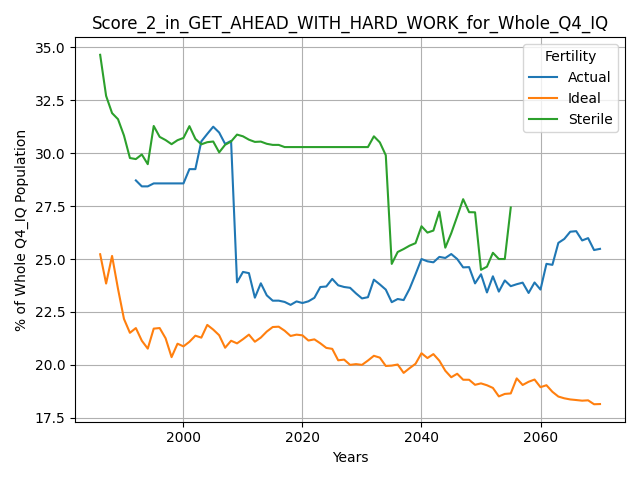 Score_2_in_GET_AHEAD_WITH_HARD_WORK_for_Whole_Q4_IQ
% of Whole Q4_IQ Population
35.0
32.5
30.0
27.5
25.0
22.5
20.0
17.5
Fertility
Actual
Ideal
Sterile
2000
2020
2040
2060
Years